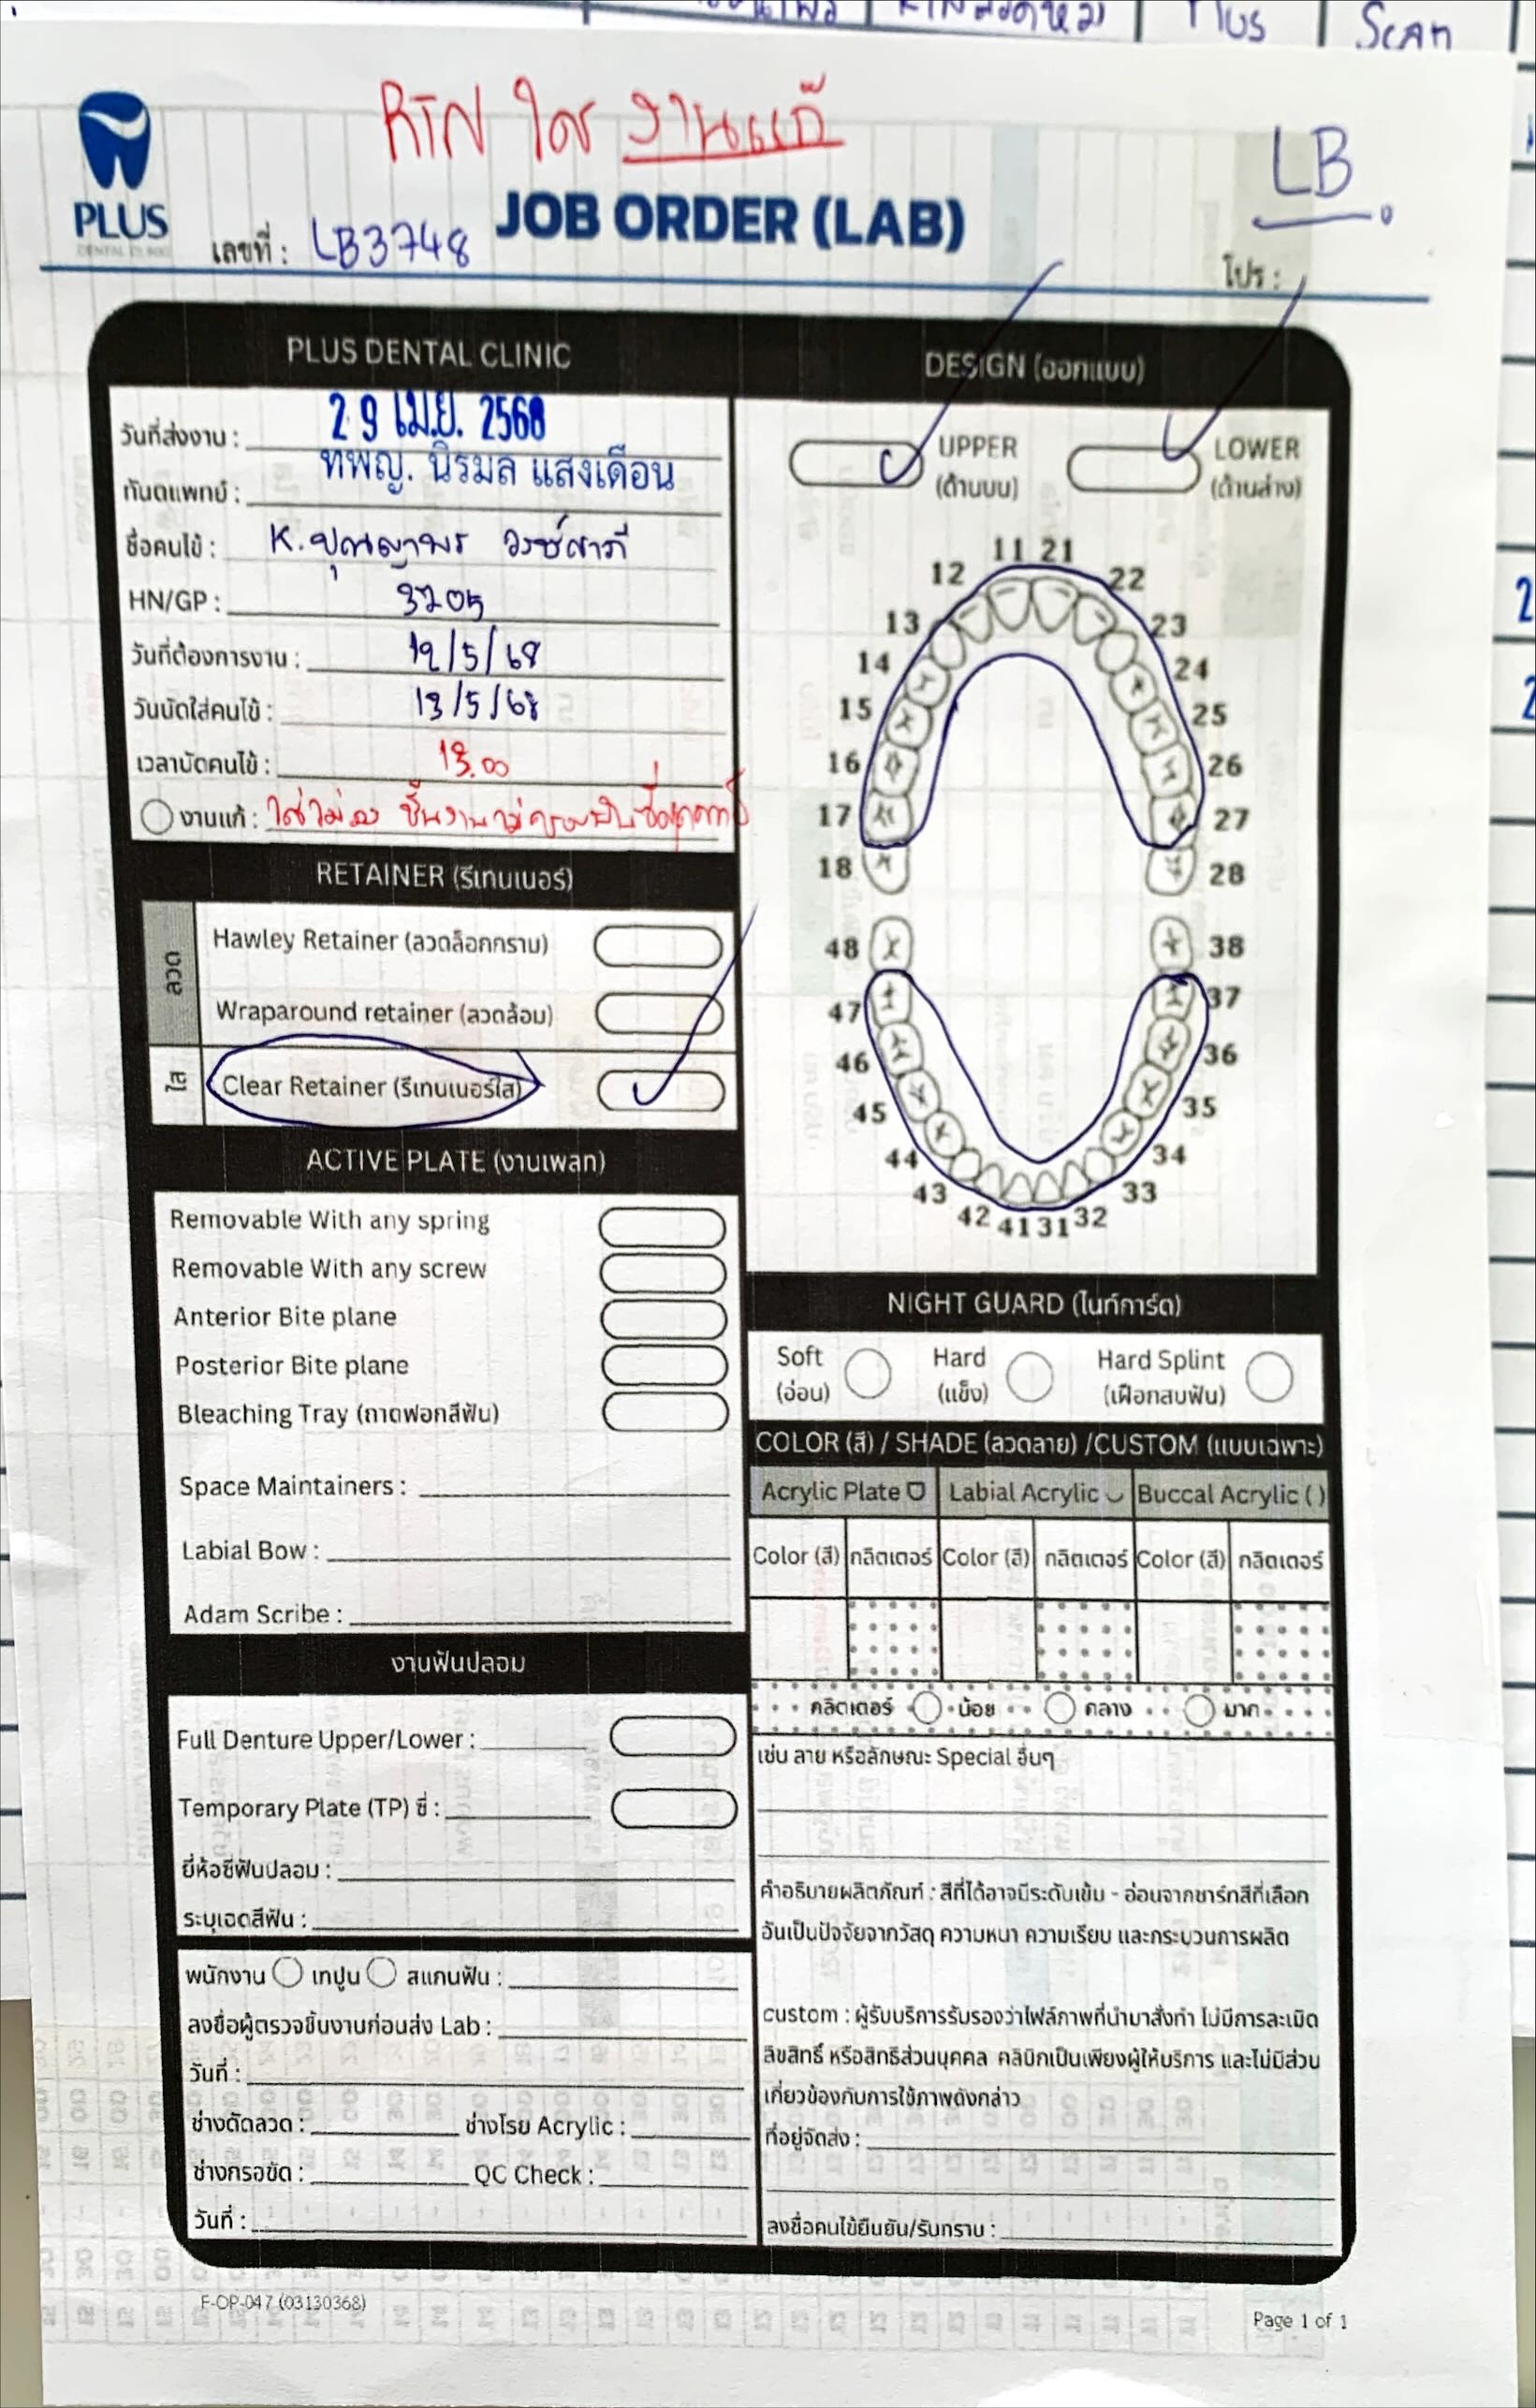 Plus
Scan
RTN ใส งานแก้
LB
PLUS
DENTAL CLINIC
เลขที่ : LB3748
JOB ORDER (LAB)
โปร :
PLUS DENTAL CLINIC
วันที่ส่งงาน : 29 เม.ย. 2568
ทันตแพทย์ : ทพญ. นิรมล แสงเดือน
ชื่อคนไข้ : K.ปุณญาพร วงษ์สาภี
HN/GP : 3705
วันที่ต้องการงาน : 12/5/68
วันนัดใส่คนไข้ : 13/5/68
เวลานัดคนไข้ : 13.00
งานแก้ : ใส่ไม่ลง ชิ้นงานไม่
RETAINER (รีเทนเนอร์)
ลวด
Hawley Retainer (ลวดล็อกกราม)
Wraparound retainer (ลวดล้อม)
ใส
Clear Retainer (รีเทนเนอร์ใส)
ACTIVE PLATE (งานเพลท)
Removable With any spring
Removable With any screw
Anterior Bite plane
Posterior Bite plane
Bleaching Tray (ถาดฟอกสีฟัน)
Space Maintainers :
Labial Bow :
Adam Scribe :
งานฟันปลอม
Full Denture Upper/Lower :
Temporary Plate (TP) ซี่ :
ยี่ห้อซี่ฟันปลอม :
ระบุเฉดสีฟัน :
พนักงาน เทปูน สแกนฟัน :
ลงชื่อผู้ตรวจชิ้นงานก่อนส่ง Lab :
วันที่ :
ช่างดัดลวด : ช่างโรย Acrylic :
ช่างกรอขัด : QC Check :
วันที่ :
DESIGN (ออกแบบ)
UPPER
(ด้านบน)
LOWER
(ด้านล่าง)
11 21
12 22
13 23
14 24
15 25
16 26
17 27
18 28
48 38
47 37
46 36
45 35
44 34
43 33
42 41 31 32
NIGHT GUARD (ไนท์การ์ด)
Soft
(อ่อน)
Hard
(แข็ง)
Hard Splint
(เฝือกสบฟัน)
COLOR (สี) / SHADE (ลวดลาย) /CUSTOM (แบบเฉพาะ)
Acrylic Plate Labial Acrylic Buccal Acrylic ( )
Color (สี) กลิตเตอร์ Color (สี) กลิตเตอร์ Color (สี) กลิตเตอร์
กลิตเตอร์ น้อย กลาง มาก
เช่น ลาย หรือลักษณะ Special อื่นๆ
คำอธิบายผลิตภัณฑ์ : สีที่ได้อาจมีระดับเข้ม - อ่อนจากชาร์ทสีที่เลือก
อันเป็นปัจจัยจากวัสดุ ความหนา ความเรียบ และกระบวนการผลิต
custom : ผู้รับบริการรับรองว่าไฟล์ภาพที่นำมาสั่งทำ ไม่มีการละเมิด
ลิขสิทธิ์ หรือสิทธิส่วนบุคคล คลินิกเป็นเพียงผู้ให้บริการ และไม่มีส่วน
เกี่ยวข้องกับการใช้ภาพดังกล่าว
ที่อยู่จัดส่ง :
ลงชื่อคนไข้ยืนยัน/รับทราบ :
F-OP-047 (03130368)
Page 1 of 1